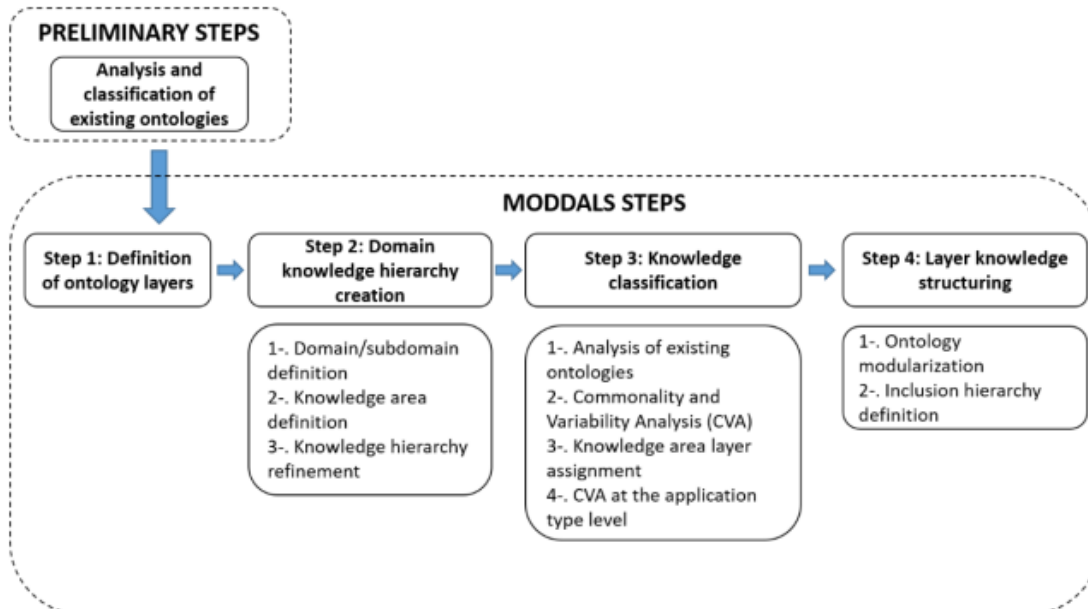 PRELIMINARY STEPS
Analysis and
classification of
existing ontologies
MODDALS STEPS
Step 1: Definition
of ontology layers
Step 2: Domain
knowledge hierarchy
creation
Step 3: Knowledge
classification
Step 4: Layer knowledge
structuring
1-. Domain/subdomain
definition
2-. Knowledge area
definition
3-. Knowledge hierarchy
refinement
1-. Analysis of existing
ontologies
2-. Commonality and
Variability Analysis (CVA)
3-. Knowledge area layer
assignment
4-. CVA at the application
type level
1-. Ontology
modularization
2-. Inclusion hierarchy
definition